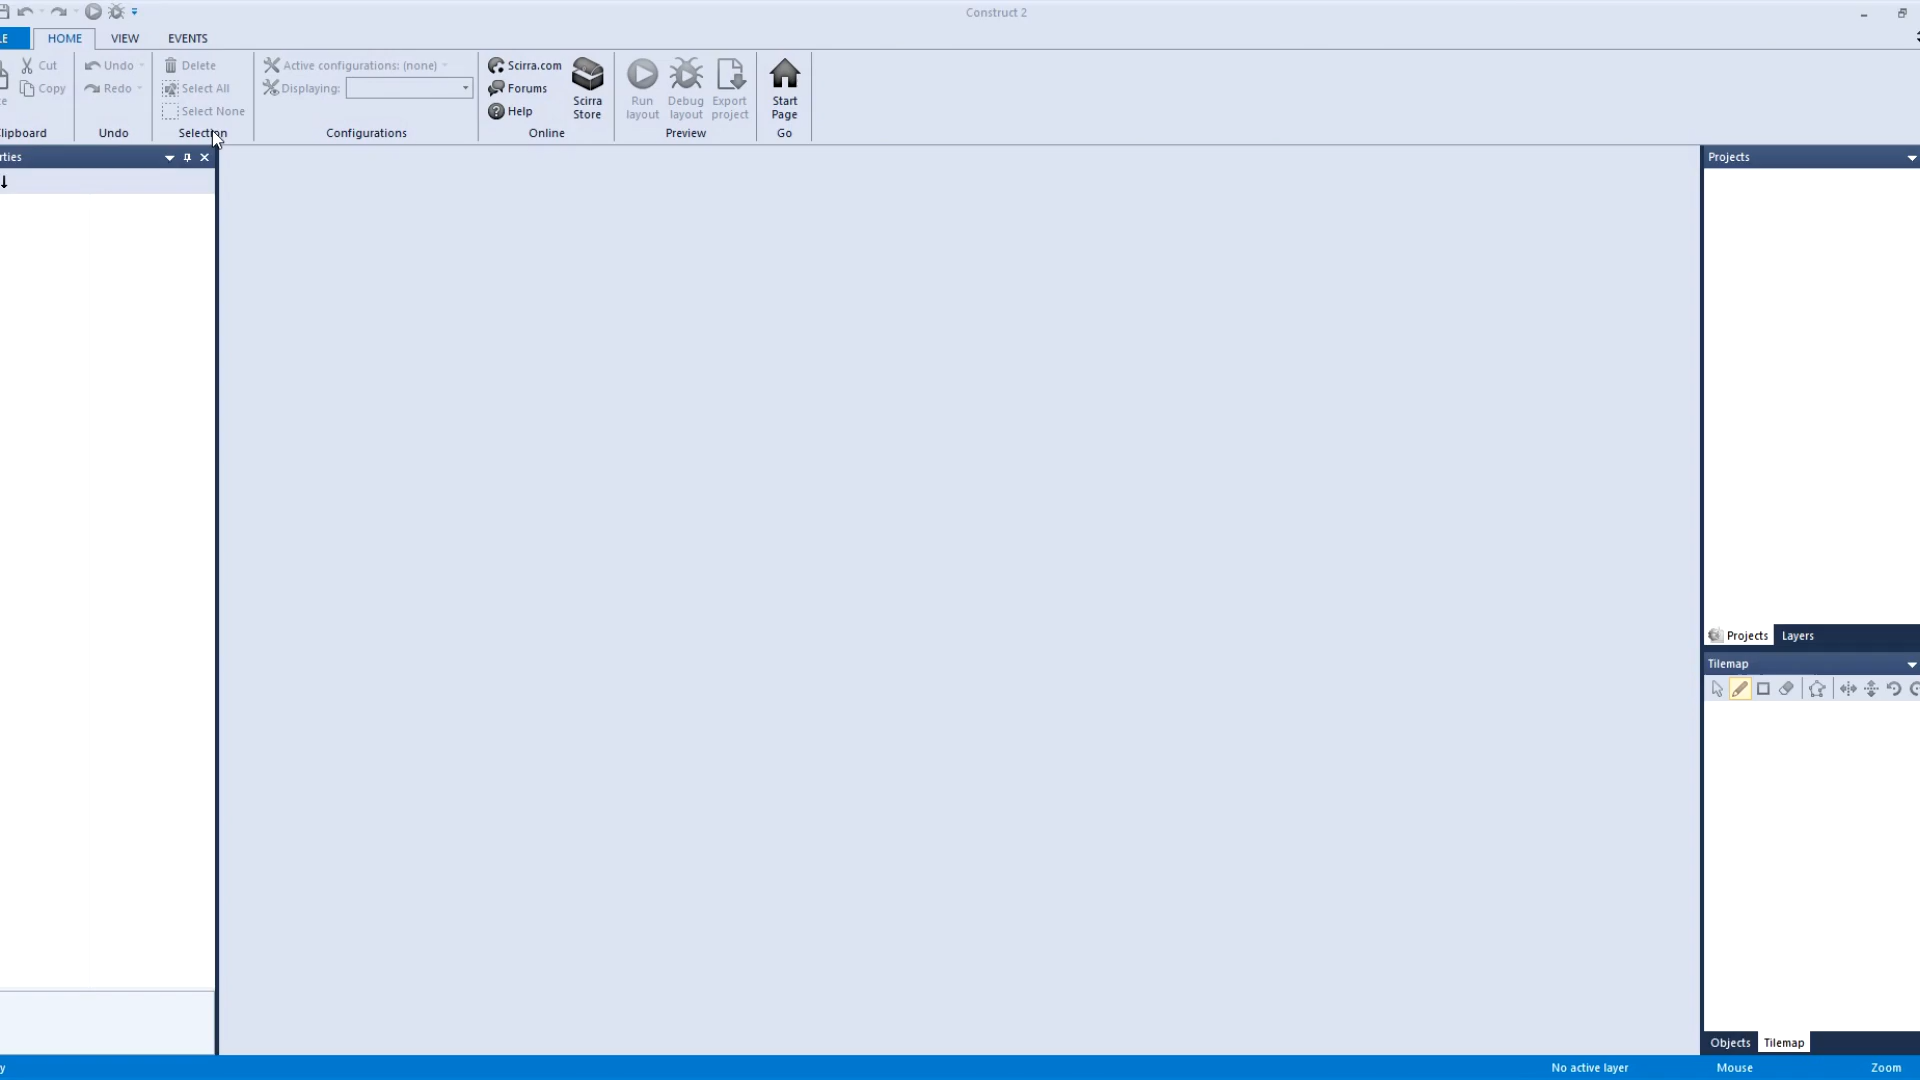 Construct 2
HOME VIEW EVENTS
Cut
Copy
Undo
Redo
Undo
Delete
Select All
Select None
Selection
Active configurations: (none)
Displaying:
Configurations
Scirra.com
Forums
Help
Scirra
Store
Online
Run
layout
Debug
layout
Export
project
Preview
Start
Page
Go
Projects
Projects Layers
Tilemap
Objects Tilemap
No active layer Mouse Zoom